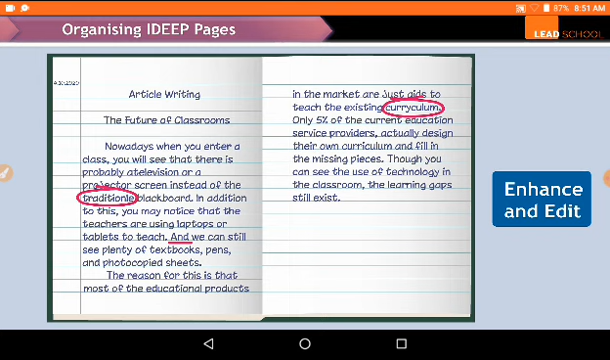 87% 8:51 AM
Organising IDEEP Pages
LEAD SCHOOL
4.10.2020
Article Writing
The Future of Classrooms
Nowadays when you enter a
class, you will see that there is
probably atelevision or a
projector screen instead of the
traditionle blackboard. In addition
to this, you may notice that the
teachers are using laptops or
tablets to teach. And we can still
see plenty of textbooks, pens,
and photocopied sheets.
The reason for this is that
most of the educational products
in the market are just aids to
teach the existing curryculum.
Only 5% of the current education
service providers, actually design
their own curriculum and fill in
the missing pieces. Though you
can see the use of technology in
the classroom, the learning gaps
still exist.
Enhance
and Edit